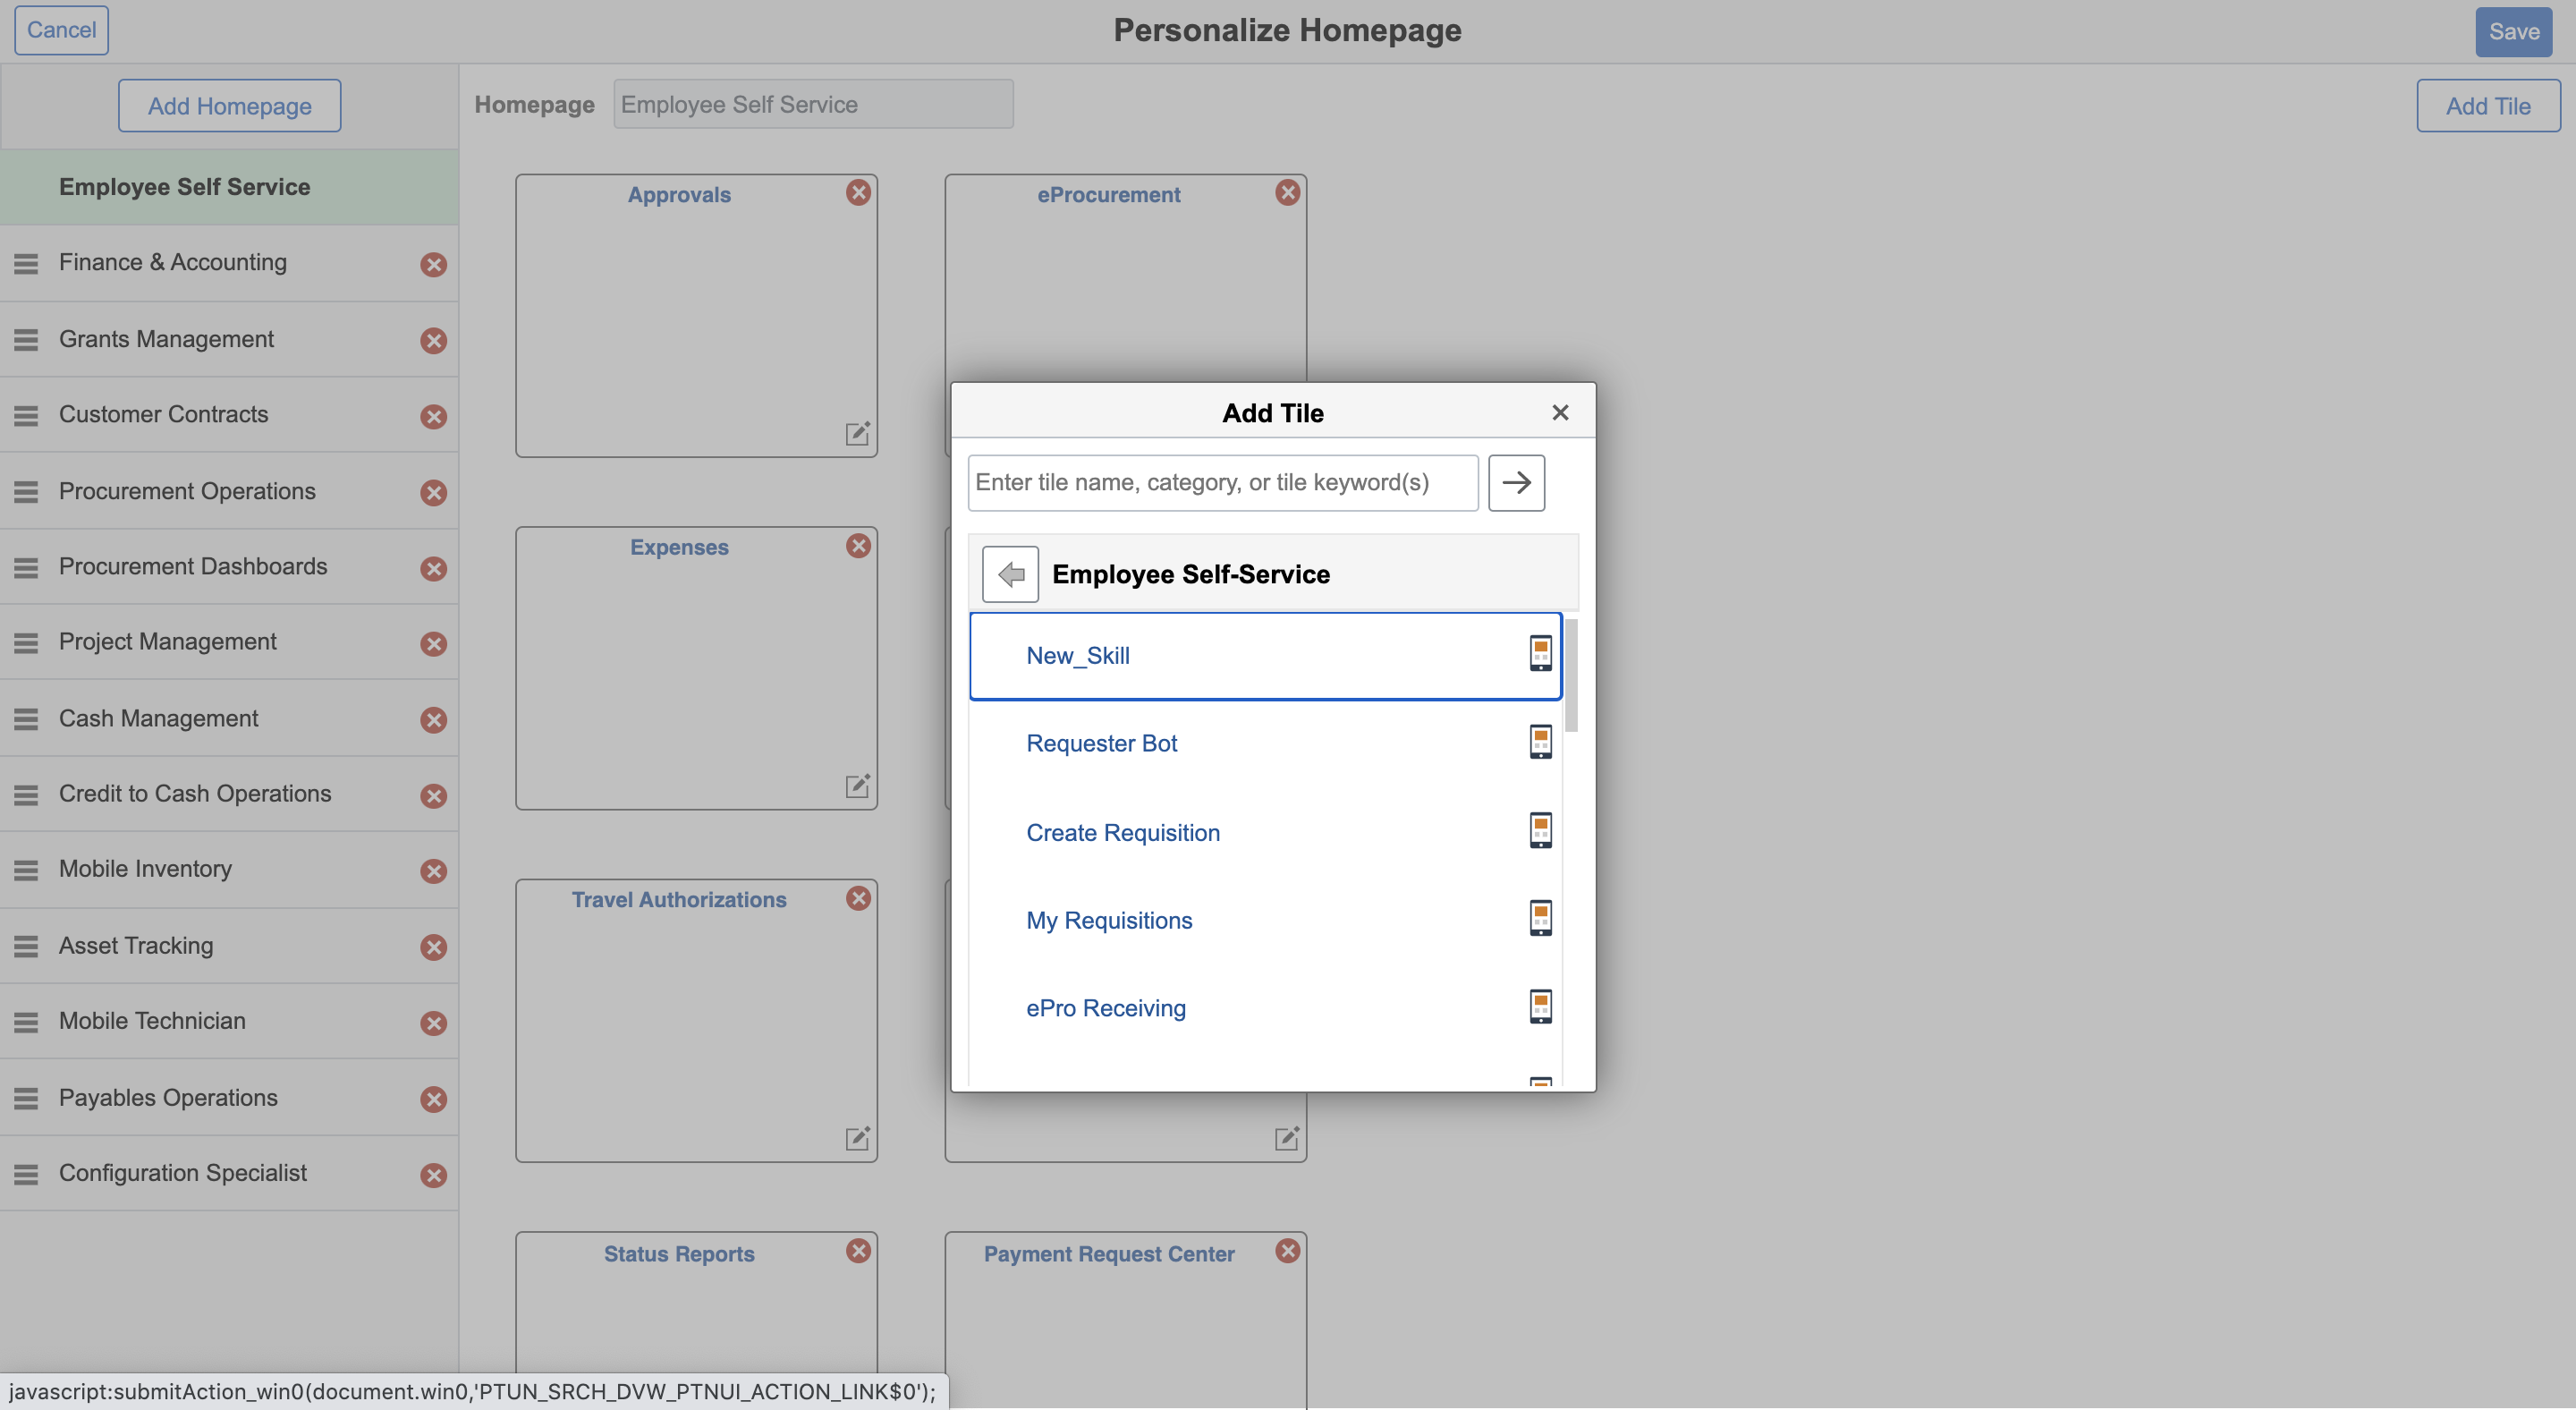 Cancel
Personalize Homepage
Save
Add Homepage
Homepage
Employee Self Service
Add Tile
Employee Self Service
Finance & Accounting
Grants Management
Customer Contracts
Procurement Operations
Procurement Dashboards
Project Management
Cash Management
Credit to Cash Operations
Mobile Inventory
Asset Tracking
Mobile Technician
Payables Operations
Configuration Specialist
Approvals
eProcurement
Expenses
Travel Authorizations
Status Reports
Payment Request Center
Add Tile
Enter tile name, category, or tile keyword(s)
Employee Self-Service
New_Skill
Requester Bot
Create Requisition
My Requisitions
ePro Receiving
javascript:submitAction_win0(document.win0,'PTUN_SRCH_DVW_PTNUI_ACTION_LINK$0');